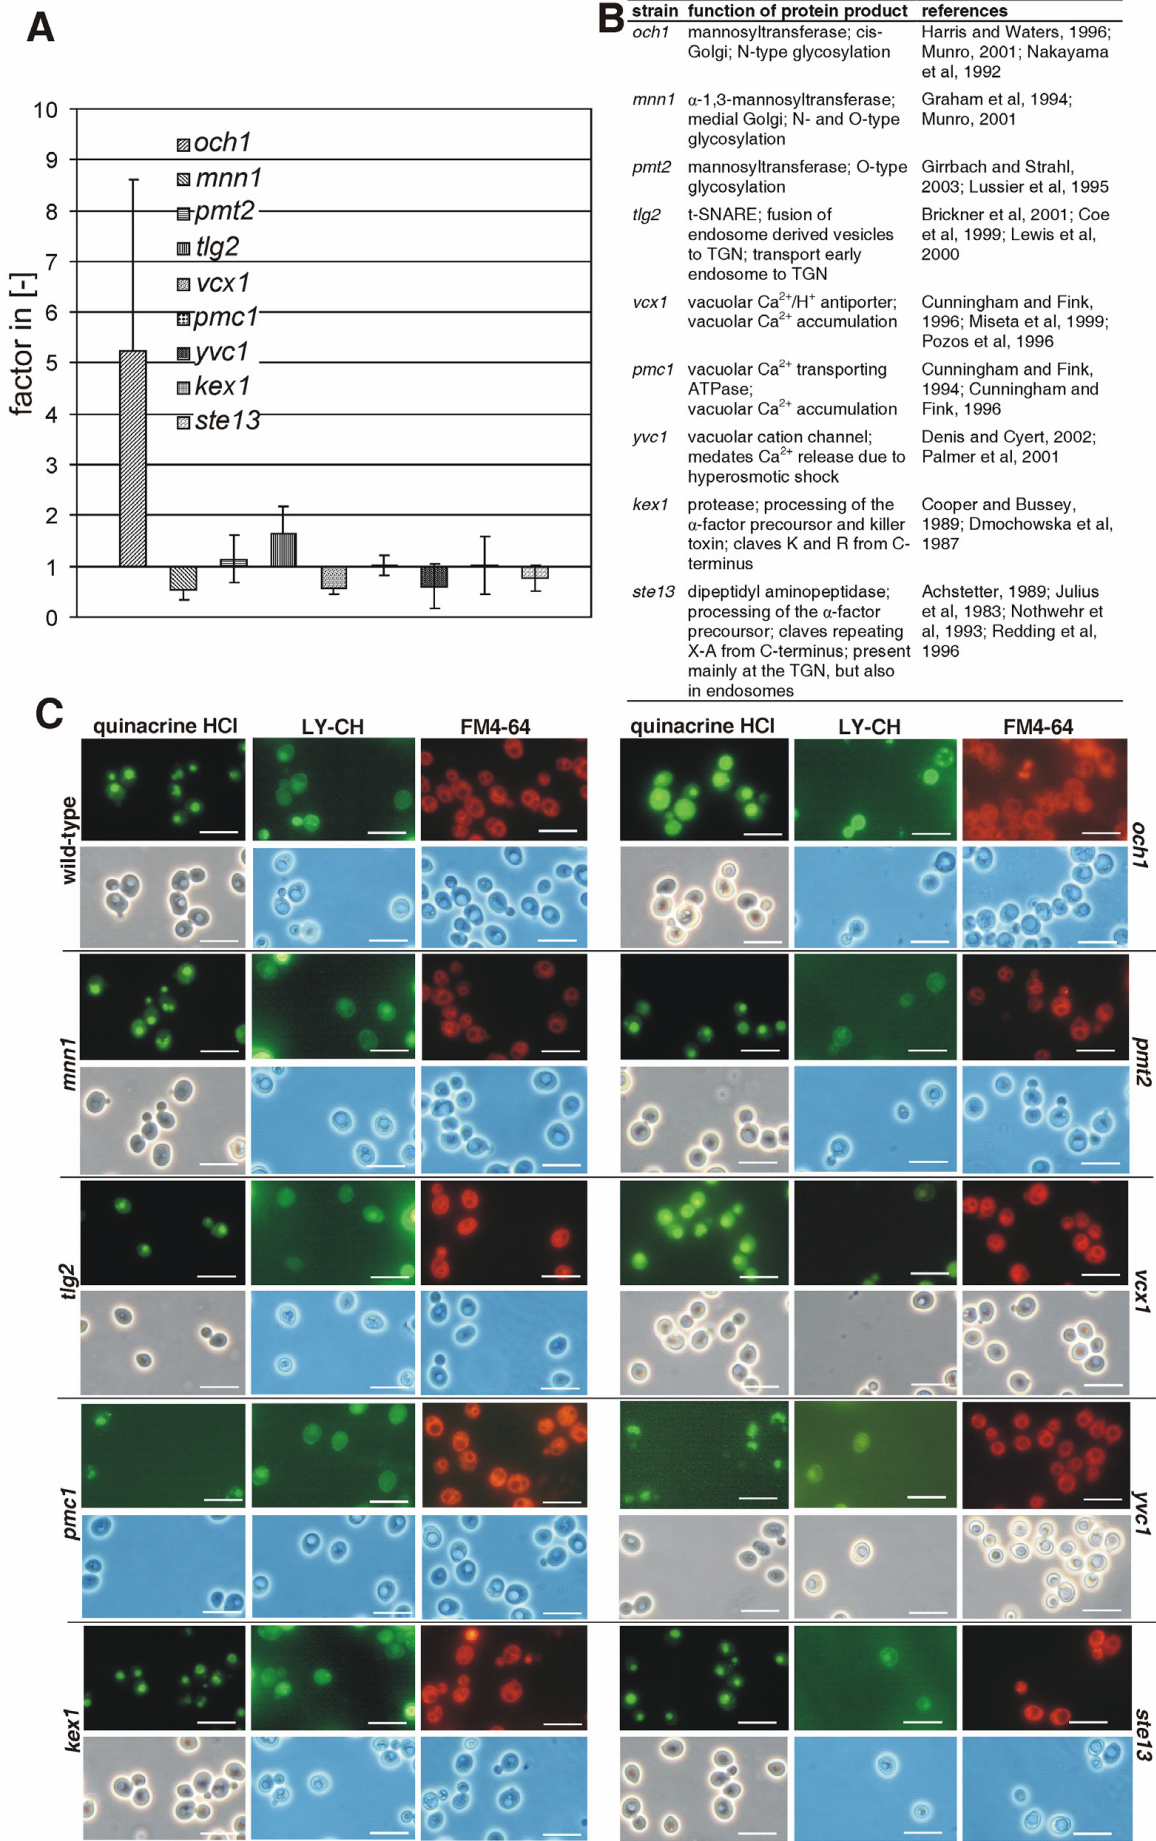 A
10
9
8
7
6
5
4
3
2
1
0
factor in [-]
och1
mnn1
pmt2
tlg2
vcx1
pmc1
yvc1
kex1
ste13
B
strain function of protein product references
och1 mannosyltransferase; cis- Harris and Waters, 1996;
Golgi; N-type glycosylation Munro, 2001; Nakayama
et al, 1992
mnn1 α-1,3-mannosyltransferase; Graham et al, 1994;
medial Golgi; N- and O-type Munro, 2001
glycosylation
pmt2 mannosyltransferase; O-type Girrbach and Strahl,
glycosylation 2003; Lussier et al, 1995
tlg2 t-SNARE; fusion of Brickner et al, 2001; Coe
endosome derived vesicles et al, 1999; Lewis et al,
to TGN; transport early 2000
endosome to TGN
vcx1 vacuolar Ca2+/H+ antiporter; Cunningham and Fink,
vacuolar Ca2+ accumulation 1996; Miseta et al, 1999;
Pozos et al, 1996
pmc1 vacuolar Ca2+ transporting Cunningham and Fink,
ATPase; 1994; Cunningham and
vacuolar Ca2+ accumulation Fink, 1996
yvc1 vacuolar cation channel; Denis and Cyert, 2002;
medates Ca2+ release due to Palmer et al, 2001
hyperosmotic shock
kex1 protease; processing of the Cooper and Bussey,
α-factor precoursor and killer 1989; Dmochowska et al,
toxin; claves K and R from C- 1987
terminus
ste13 dipeptidyl aminopeptidase; Achstetter, 1989; Julius
processing of the α-factor et al, 1983; Nothwehr et
precoursor; claves repeating al, 1993; Redding et al,
X-A from C-terminus; present 1996
mainly at the TGN, but also
in endosomes
C
quinacrine HCl LY-CH FM4-64 quinacrine HCl LY-CH FM4-64
wild-type
och1
mnn1
pmt2
tlg2
vcx1
pmc1
yvc1
kex1
ste13